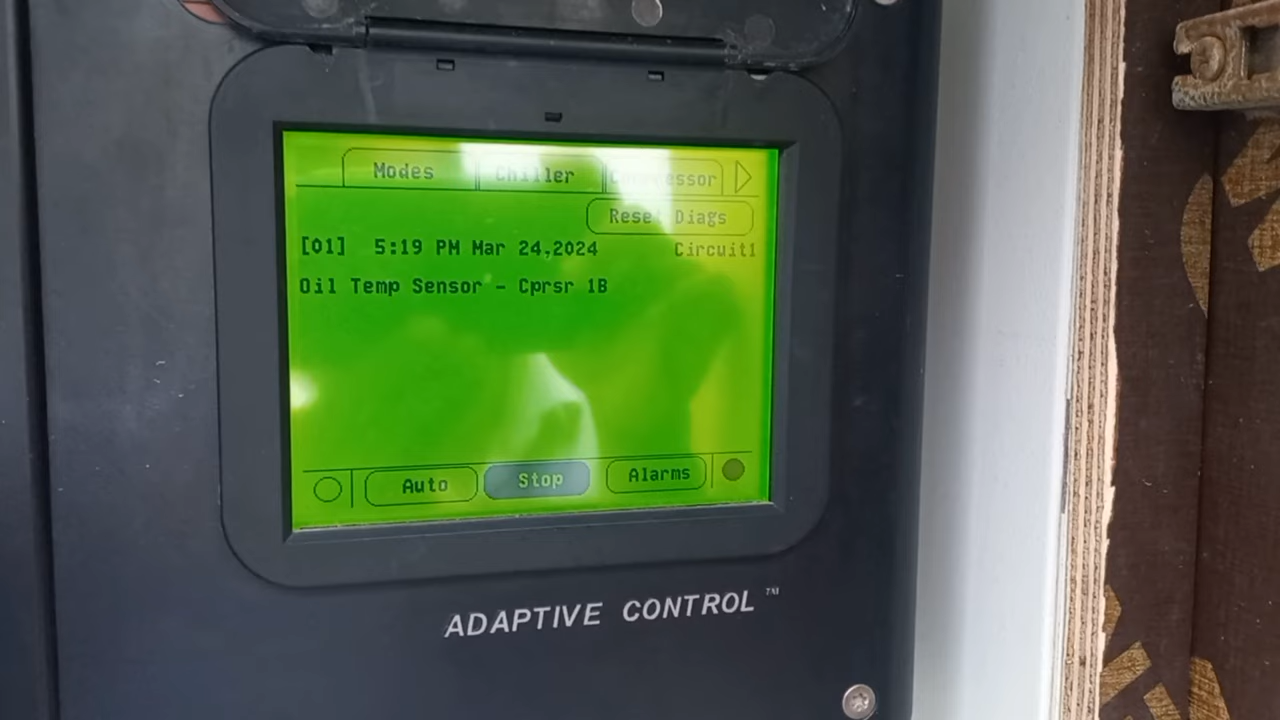 Modes Chiller Compressor
Reset Diags
[01] 5:19 PM Mar 24,2024 Circuit1
Oil Temp Sensor - Cprsr 1B
Auto Stop Alarms
ADAPTIVE CONTROL™